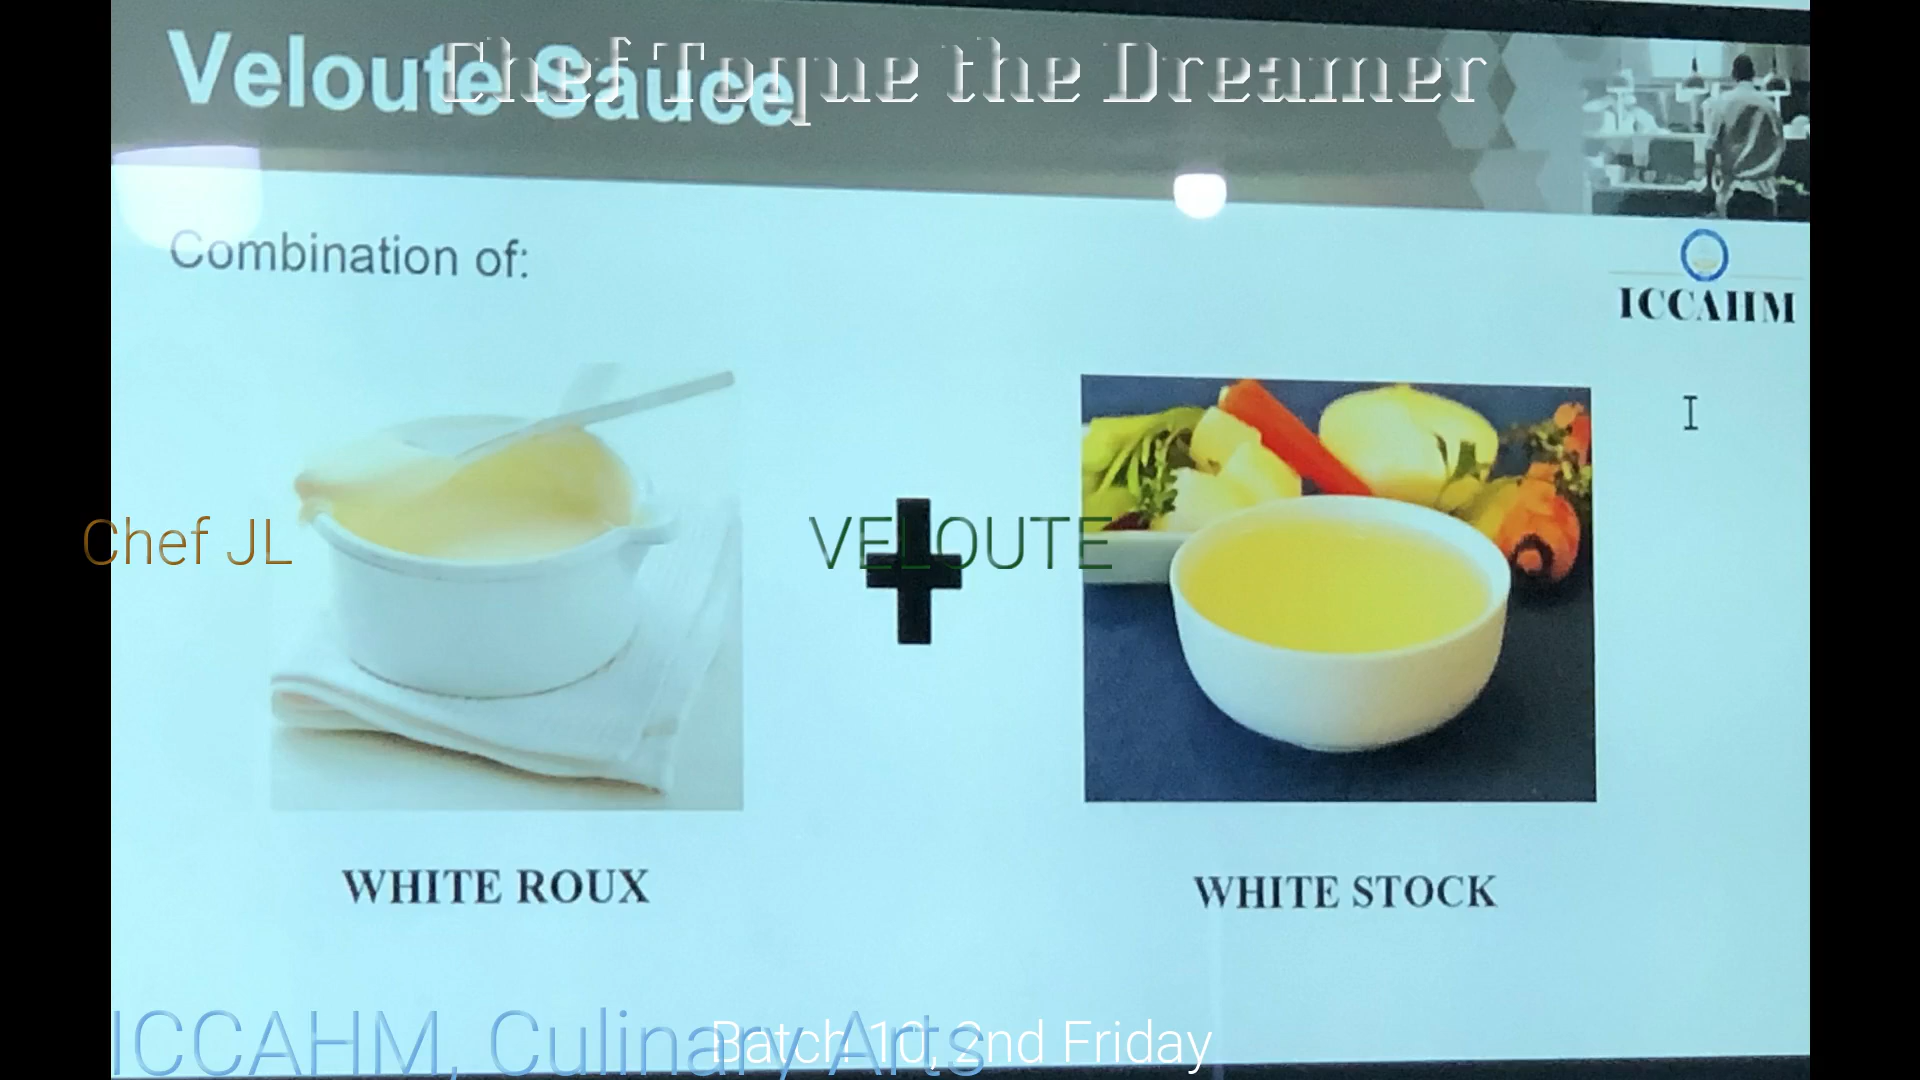 Veloute Sauce
Chef Toque the Dreamer
Combination of:
ICCAHM
Chef JL
VELOUTE
WHITE ROUX
WHITE STOCK
ICCAHM, Culinary Arts
Batch 10, 2nd Friday